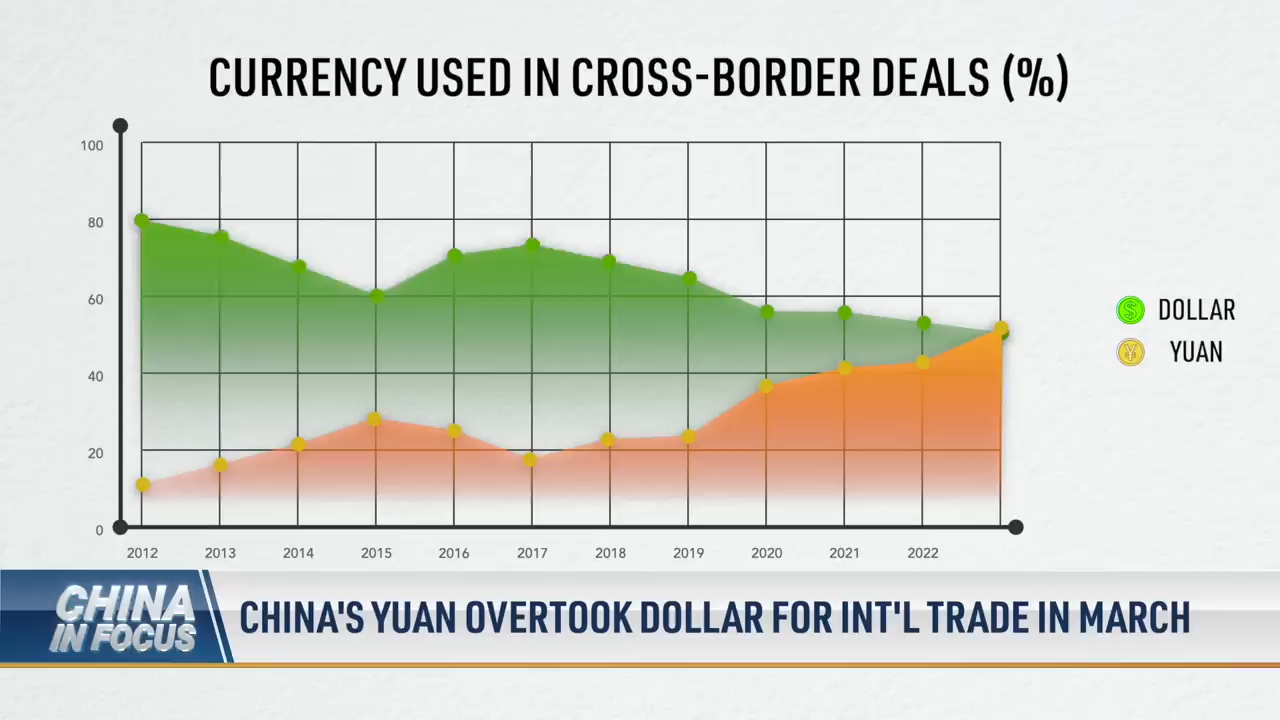 CURRENCY USED IN CROSS-BORDER DEALS (%)
100
80
60
40
20
0
2012 2013 2014 2015 2016 2017 2018 2019 2020 2021 2022
$ DOLLAR
¥ YUAN
CHINA
IN FOCUS
CHINA'S YUAN OVERTOOK DOLLAR FOR INT'L TRADE IN MARCH